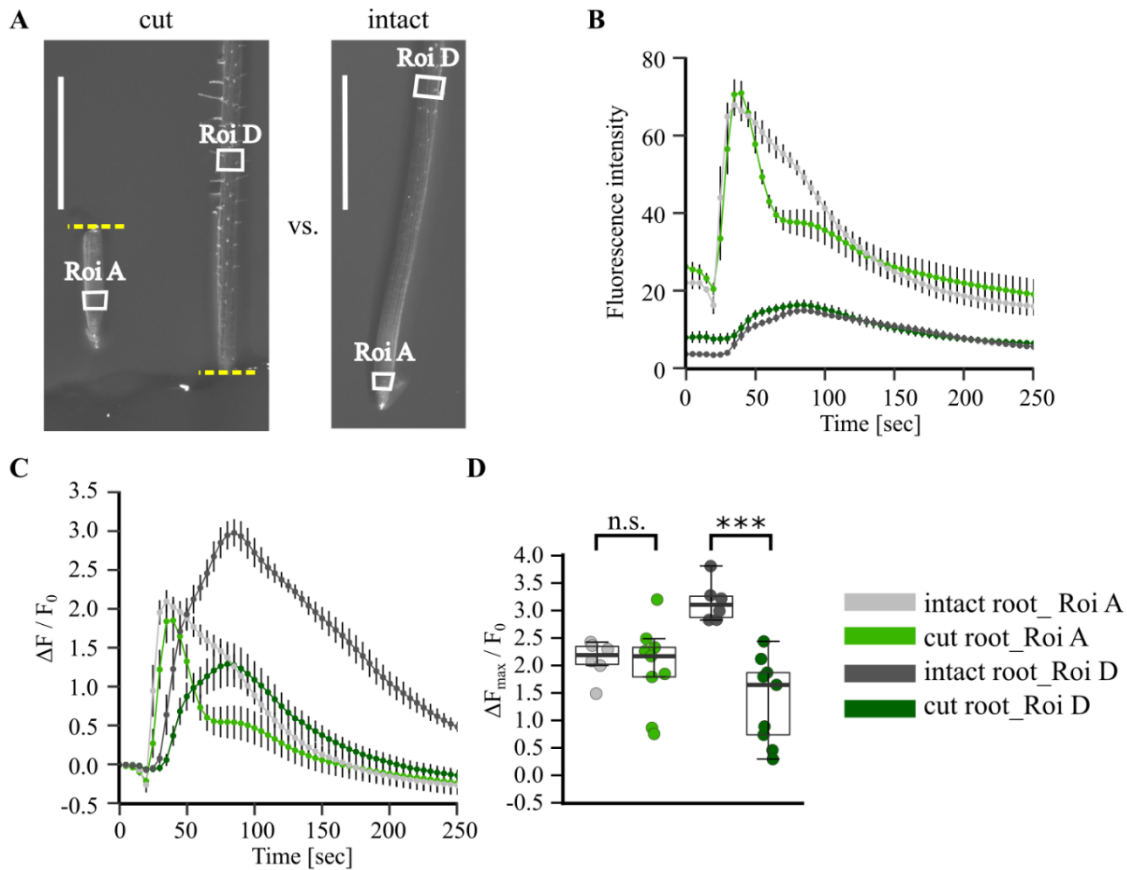 A
cut
intact
Roi D
Roi A
vs.
Roi D
Roi A
B
Fluorescence intensity
80
60
40
20
0
0 50 100 150 200 250
Time [sec]
C
ΔF / F0
3.5
3.0
2.5
2.0
1.5
1.0
0.5
0.0
-0.5
0 50 100 150 200 250
Time [sec]
D
n.s.
***
ΔFmax / F0
4.0
3.5
3.0
2.5
2.0
1.5
1.0
0.5
0.0
-0.5
intact root_ Roi A
cut root_Roi A
intact root_Roi D
cut root_Roi D